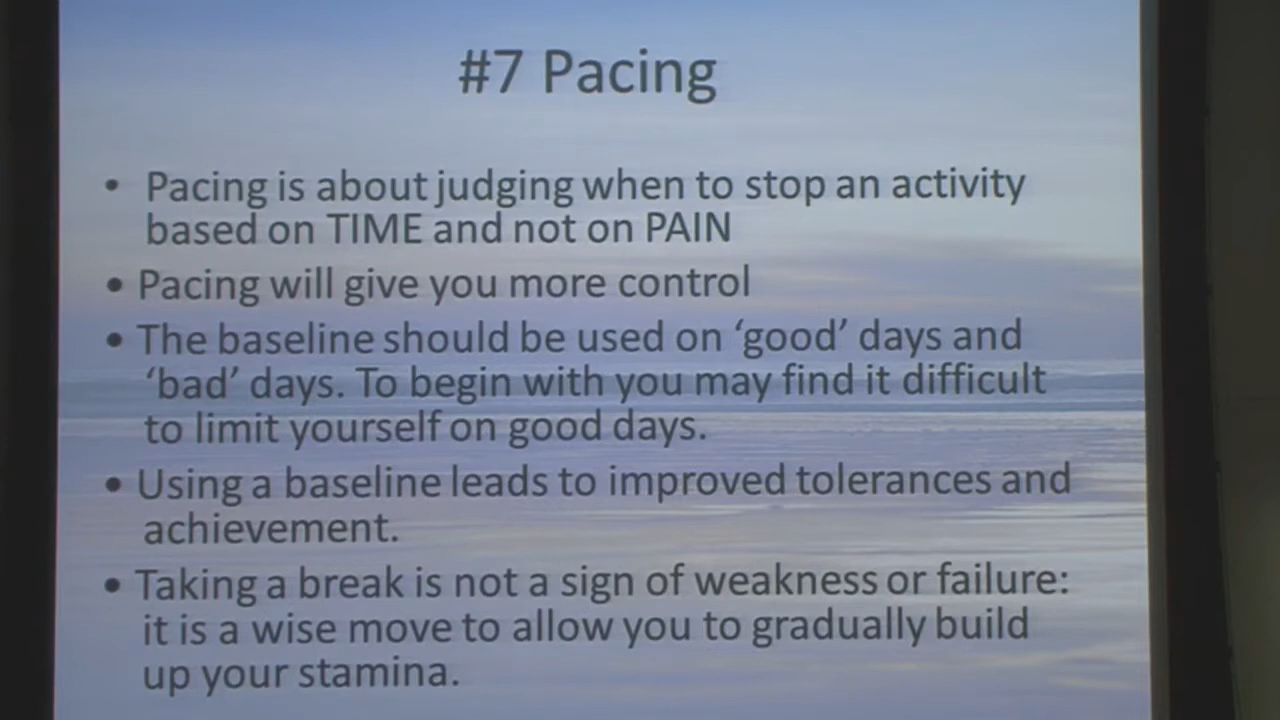 #7 Pacing
• Pacing is about judging when to stop an activity
based on TIME and not on PAIN
• Pacing will give you more control
• The baseline should be used on ‘good’ days and
‘bad’ days. To begin with you may find it difficult
to limit yourself on good days.
• Using a baseline leads to improved tolerances and
achievement.
• Taking a break is not a sign of weakness or failure:
it is a wise move to allow you to gradually build
up your stamina.